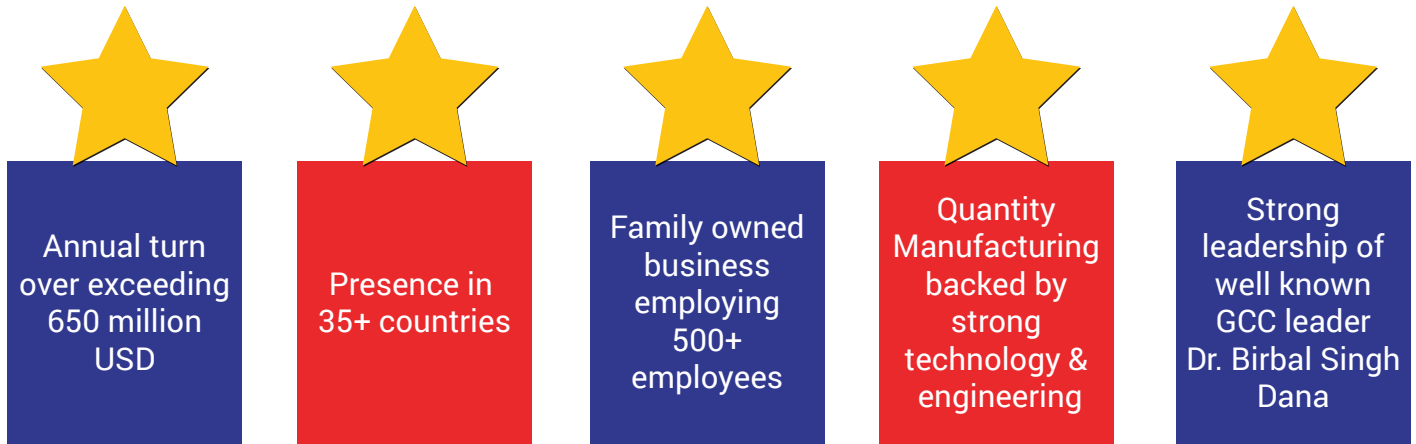 Annual turn
over exceeding
650 million
USD
Presence in
35+ countries
Family owned
business
employing
500+
employees
Quantity
Manufacturing
backed by
strong
technology &
engineering
Strong
leadership of
well known
GCC leader
Dr. Birbal Singh
Dana